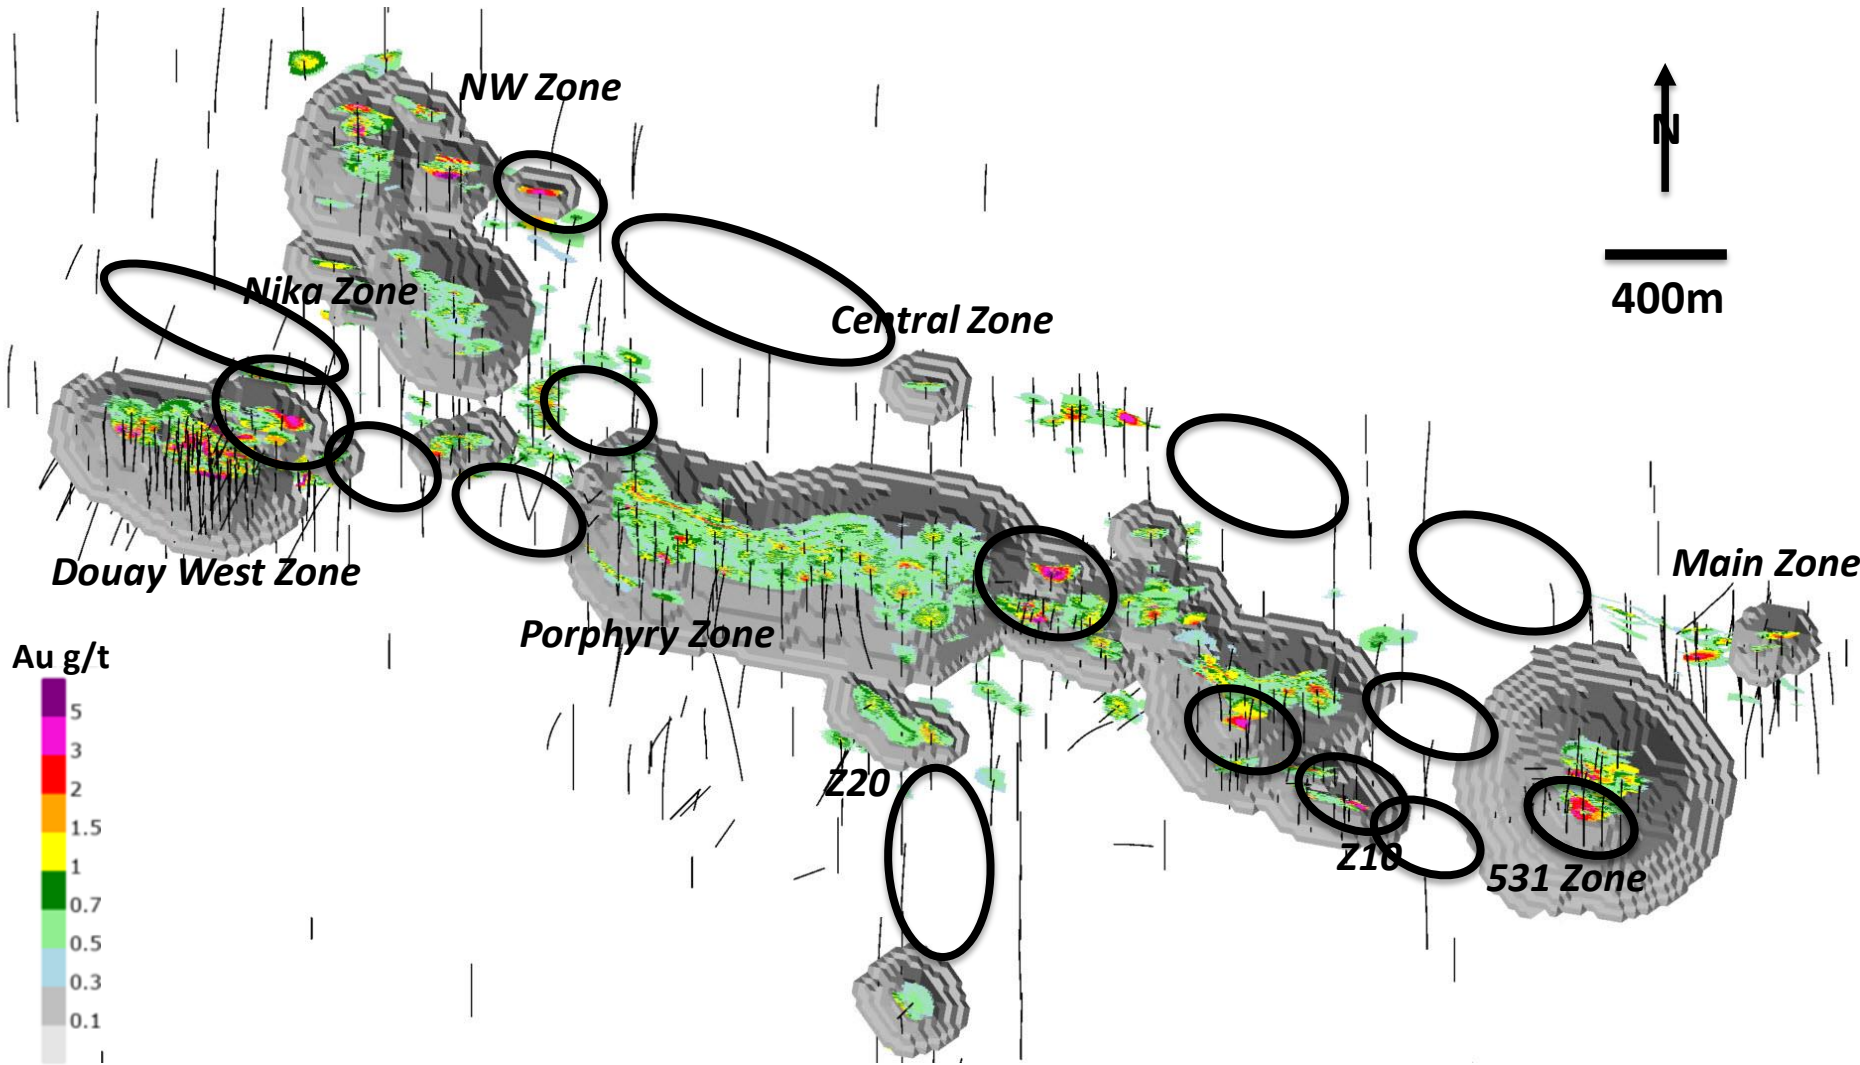 NW Zone
N
400m
Nika Zone
Central Zone
Douay West Zone
Porphyry Zone
Main Zone
Z20
Z10
531 Zone
Au g/t
5
3
2
1.5
1
0.7
0.5
0.3
0.1